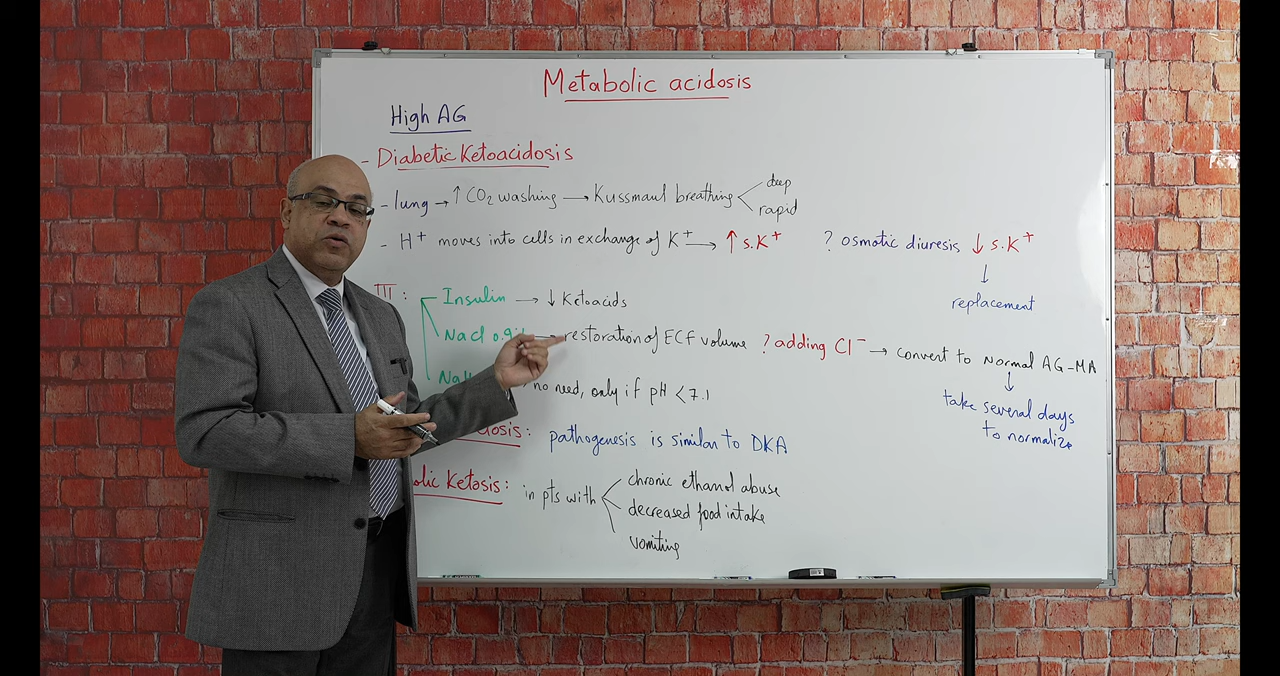 Metabolic acidosis
High AG
- Diabetic Ketoacidosis
- lung → ↑ CO2 washing → Kussmaul breathing < deep
rapid
- H+ moves into cells in exchange of K+ → ↑ s.K+ ? osmotic diuresis ↓ s.K+
↓
replacement
: Insulin → ↓ Ketoacids
NaCl → restoration of ECF volume ? adding Cl- → convert to Normal AG-MA
↓
no need, only if pH < 7.1
take several days
to normalize
: pathogenesis is similar to DKA
Ketosis: in pts with < chronic ethanol abuse
decreased food intake
vomiting